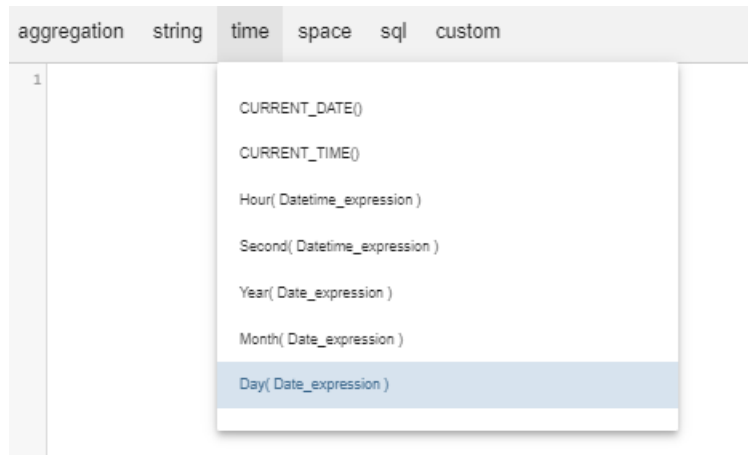 aggregation string time space sql custom
1
CURRENT_DATE()
CURRENT_TIME()
Hour( Datetime_expression )
Second( Datetime_expression )
Year( Date_expression )
Month( Date_expression )
Day( Date_expression )